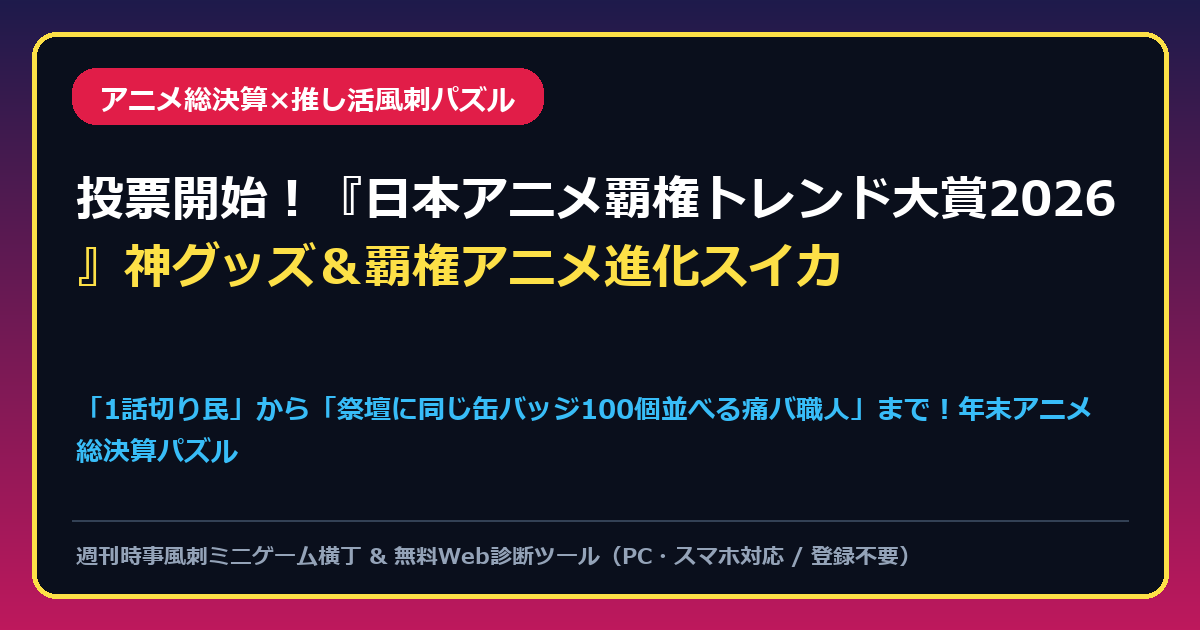 アニメ総決算×推し活風刺パズル
投票開始！『日本アニメ覇権トレンド大賞2026
』神グッズ＆覇権アニメ進化スイカ
「1話切り民」から「祭壇に同じ缶バッジ100個並べる痛バ職人」まで！年末アニメ
総決算パズル
週刊時事風刺ミニゲーム横丁 & 無料Web診断ツール（PC・スマホ対応 / 登録不要）